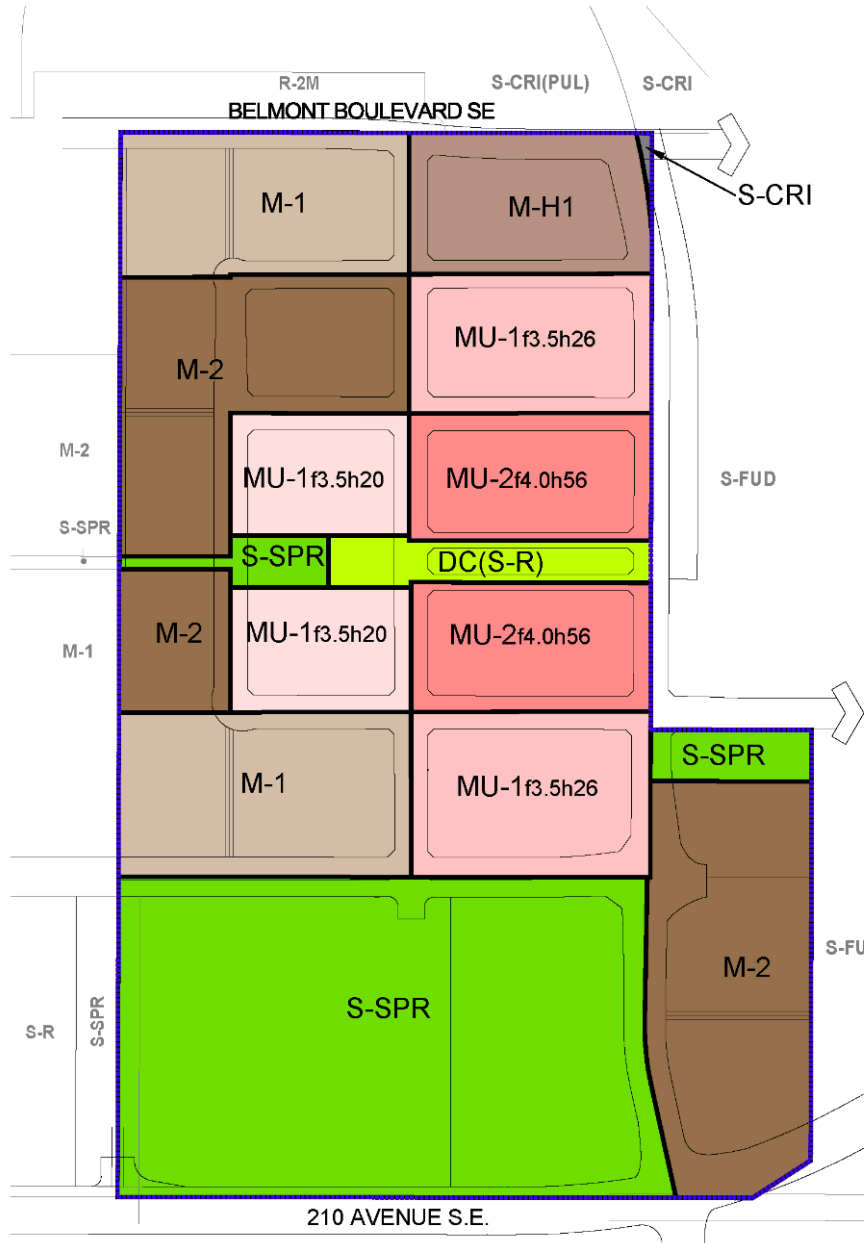 R-2M
S-CRI(PUL)
S-CRI
BELMONT BOULEVARD SE
M-1
M-H1
S-CRI
MU-1f3.5h26
M-2
M-2
MU-1f3.5h20
MU-2f4.0h56
S-FUD
S-SPR
S-SPR
DC(S-R)
M-2
MU-1f3.5h20
MU-2f4.0h56
M-1
S-SPR
M-1
MU-1f3.5h26
M-2
S-FU
S-SPR
S-R
S-SPR
210 AVENUE S.E.